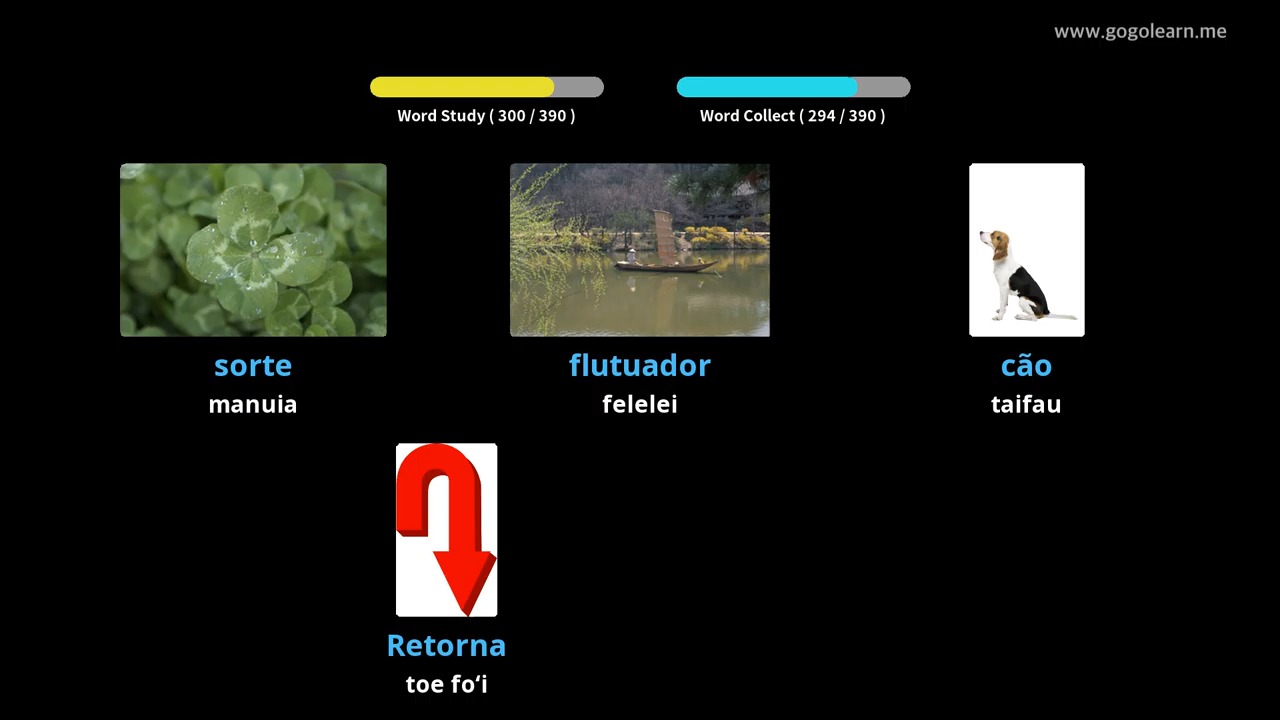 www.gogolearn.me
Word Study ( 300 / 390 )
Word Collect ( 294 / 390 )
sorte
manuia
flutuador
felelei
cão
taifau
Retorna
toe foʻi